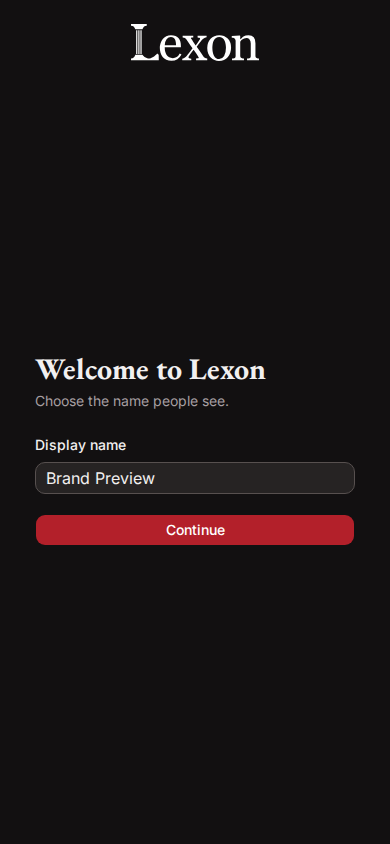 Lexon
Welcome to Lexon
Choose the name people see.
Display name
Brand Preview
Continue